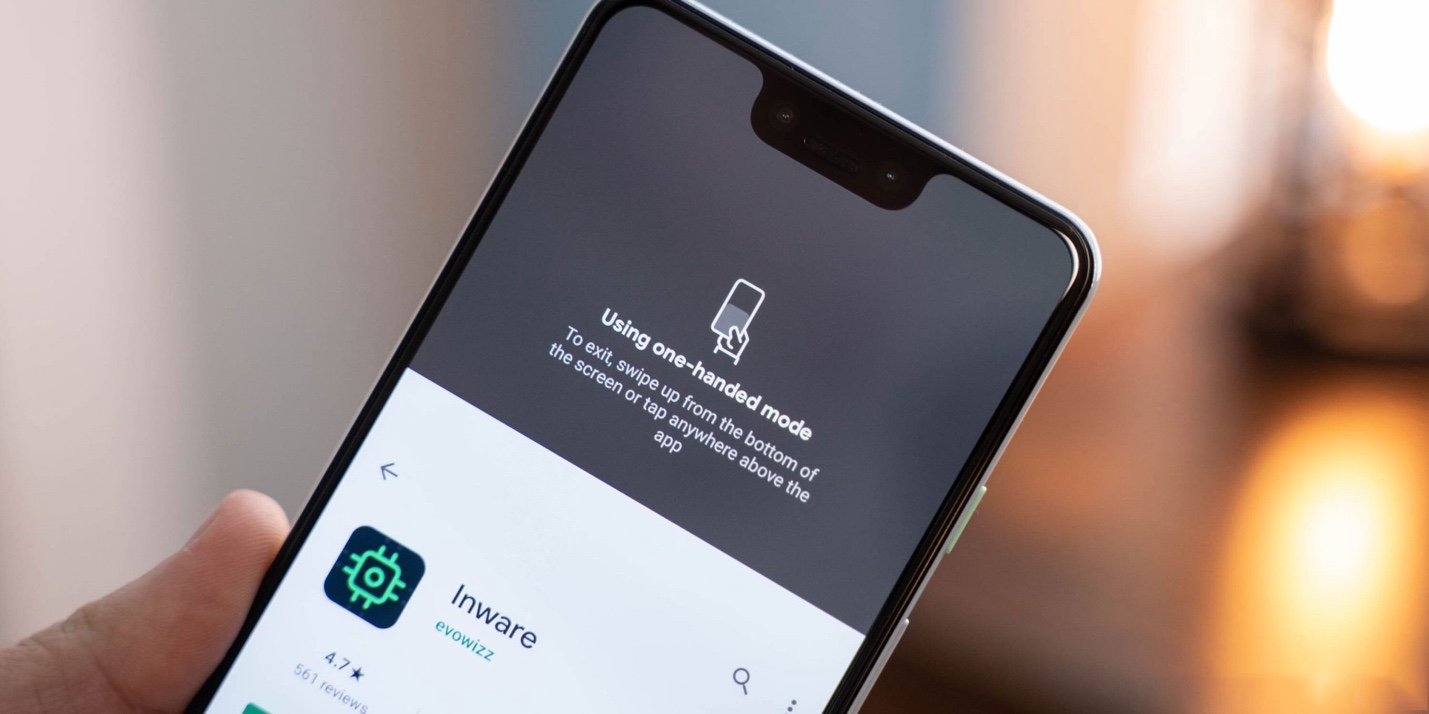 Using one-handed mode
To exit, swipe up from the bottom of
the screen or tap anywhere above the
app
Inware
evowizz
4.7★
561 reviews